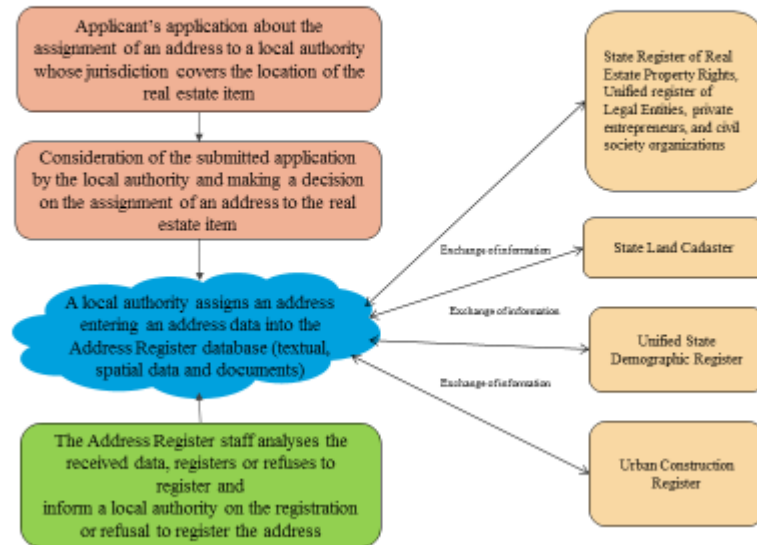 Applicant's application about the
assignment of an address to a local authority
whose jurisdiction covers the location of the
real estate item
Consideration of the submitted application
by the local authority and making a decision
on the assignment of an address to the real
estate item
A local authority assigns an address
entering an address data into the
Address Register database (textual,
spatial data and documents)
The Address Register staff analyses the
received data, registers or refuses to
register and
inform a local authority on the registration
or refusal to register the address
State Register of Real
Estate Property Rights,
Unified register of
Legal Entities, private
entrepreneurs, and civil
society organizations
Exchange of information
State Land Cadaster
Exchange of information
Unified State
Demographic Register
Exchange of information
Urban Construction
Register